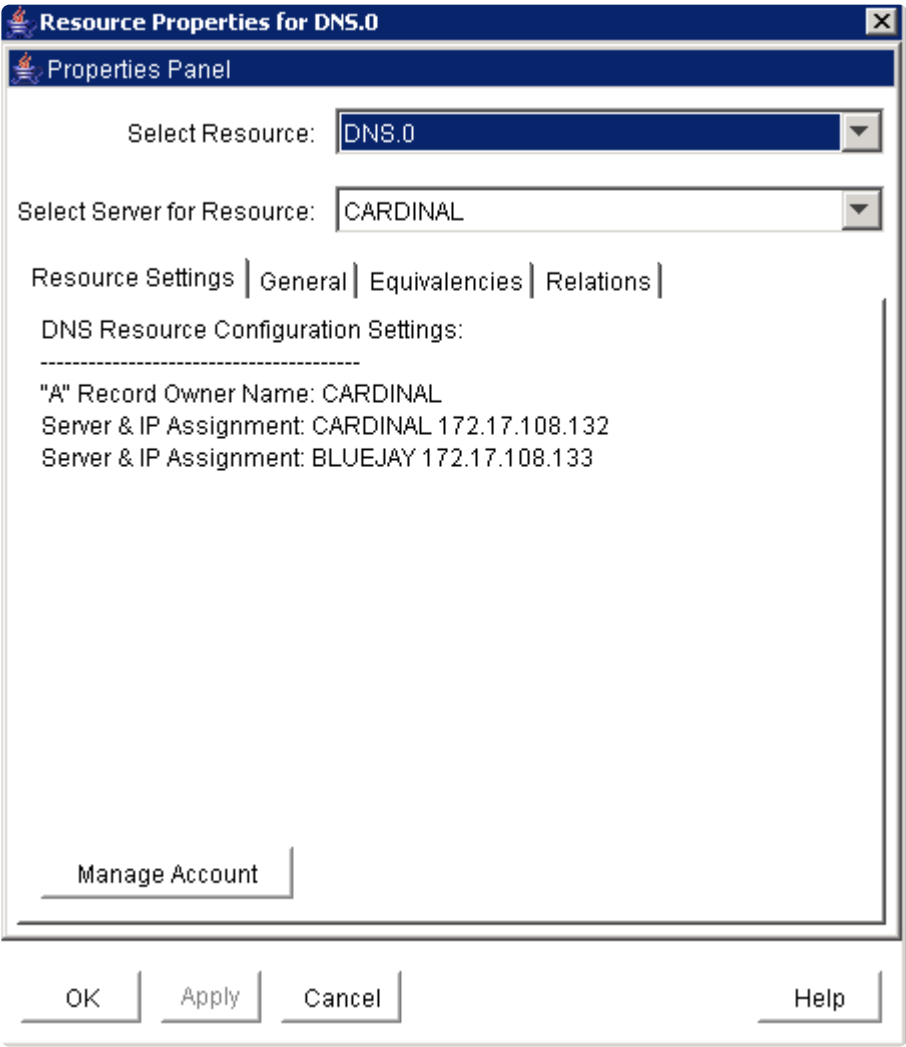 Resource Properties for DNS.0
Properties Panel
Select Resource: DNS.0
Select Server for Resource: CARDINAL
Resource Settings General Equivalencies Relations
DNS Resource Configuration Settings:
----------------------------------------
"A" Record Owner Name: CARDINAL
Server & IP Assignment: CARDINAL 172.17.108.132
Server & IP Assignment: BLUEJAY 172.17.108.133
Manage Account
OK Apply Cancel Help